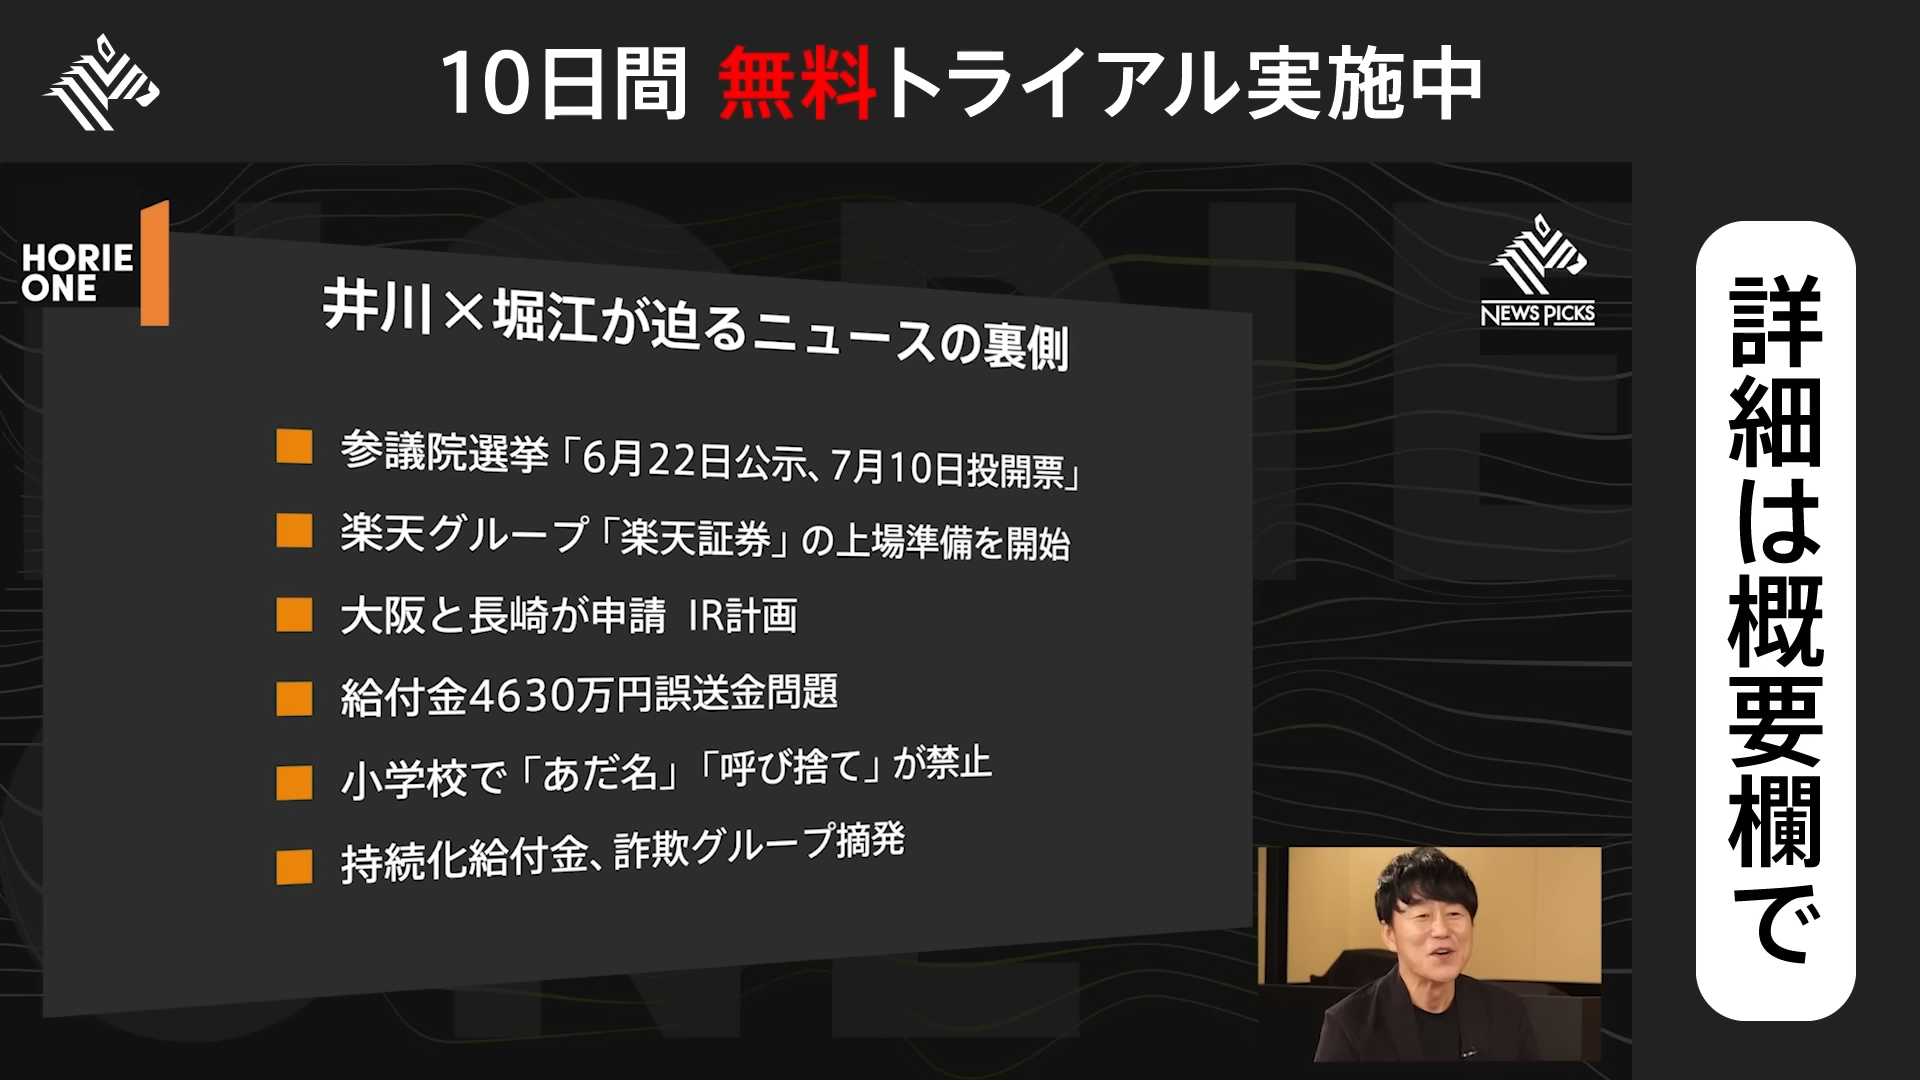 10日間 無料トライアル実施中
HORIE
ONE
NEWSPICKS
井川×堀江が迫るニュースの裏側
参議院選挙「6月22日公示、7月10日投開票」
楽天グループ「楽天証券」の上場準備を開始
大阪と長崎が申請 IR計画
給付金4630万円誤送金問題
小学校で「あだ名」「呼び捨て」が禁止
持続化給付金、詐欺グループ摘発
詳細は概要欄で